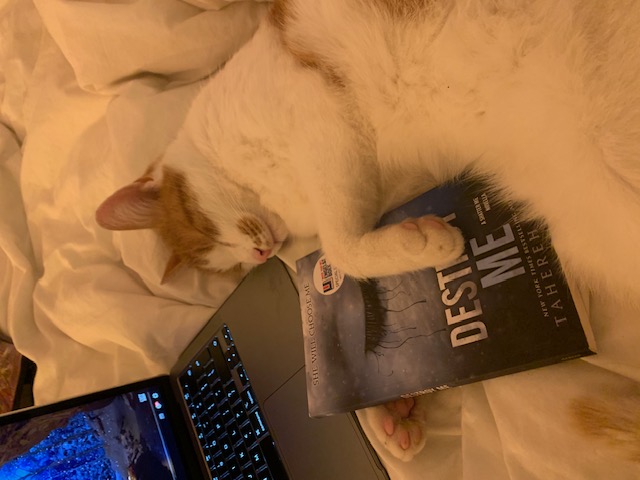 SHE WILL CHOOSE ME
DEST
ME
A SHATTER ME
NOVELLA
NEW YORK TIMES BESTSELLING
TAHEREH